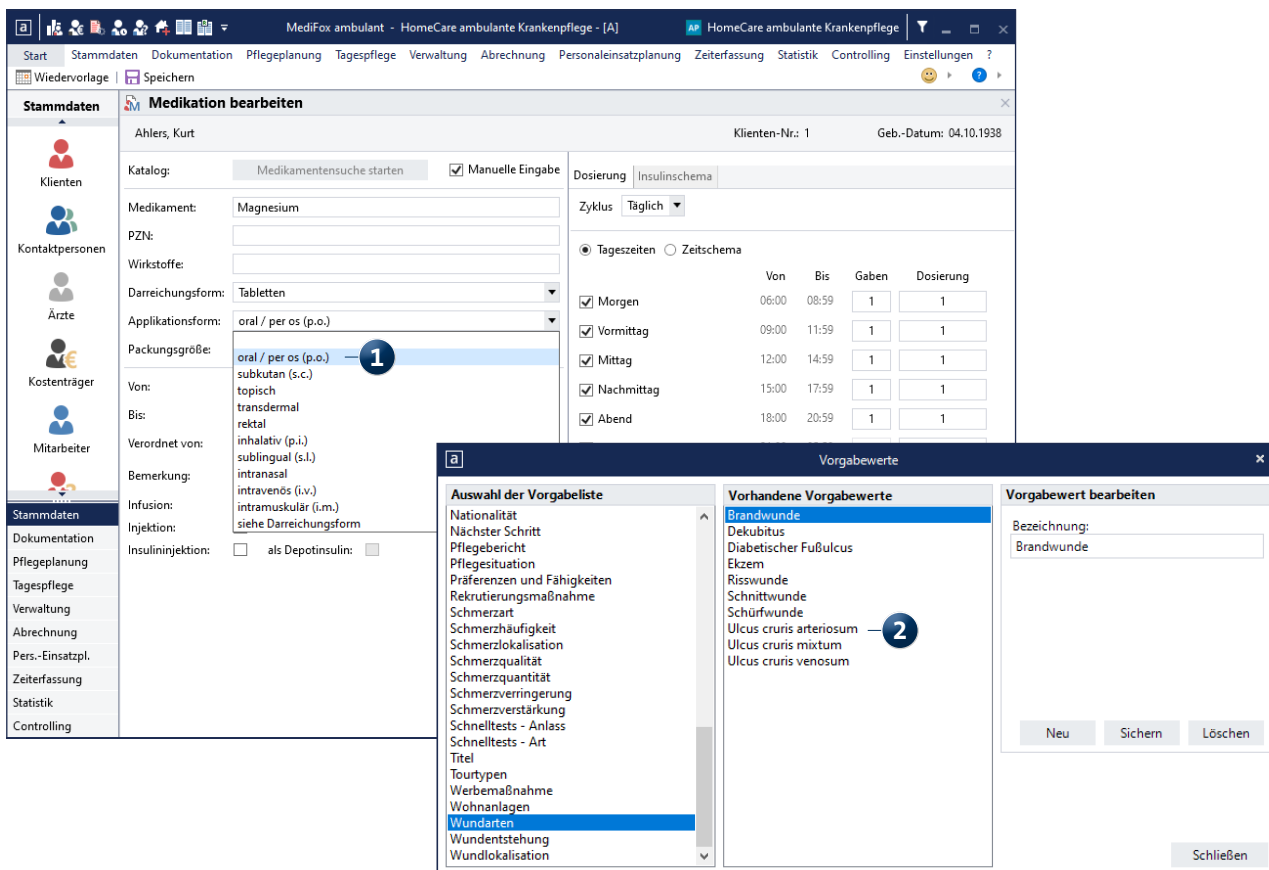 a MediFox ambulant - HomeCare ambulante Krankenpflege - [A] AP HomeCare ambulante Krankenpflege
Start Stammdaten Dokumentation Pflegeplanung Tagespflege Verwaltung Abrechnung Personaleinsatzplanung Zeiterfassung Statistik Controlling Einstellungen ?
Wiedervorlage Speichern ?
Stammdaten
Klienten
Kontaktpersonen
Ärzte
Kostenträger
Mitarbeiter
Stammdaten
Dokumentation
Pflegeplanung
Tagespflege
Verwaltung
Abrechnung
Pers.-Einsatzpl.
Zeiterfassung
Statistik
Controlling
M Medikation bearbeiten
Ahlers, Kurt Klienten-Nr.: 1 Geb.-Datum: 04.10.1938
Katalog: Medikamentensuche starten Manuelle Eingabe
Medikament: Magnesium
PZN:
Wirkstoffe:
Darreichungsform: Tabletten
Applikationsform: oral / per os (p.o.)
Packungsgröße:
Von:
Bis:
Verordnet von:
Bemerkung:
Infusion:
Injektion:
Insulininjektion: als Depotinsulin:
oral / per os (p.o.) 1
subkutan (s.c.)
topisch
transdermal
rektal
inhalativ (p.i.)
sublingual (s.l.)
intranasal
intravenös (i.v.)
intramuskulär (i.m.)
siehe Darreichungsform
Dosierung Insulinschema
Zyklus Täglich
Tageszeiten Zeitschema
Von Bis Gaben Dosierung
Morgen 06:00 08:59 1 1
Vormittag 09:00 11:59 1 1
Mittag 12:00 14:59 1 1
Nachmittag 15:00 17:59 1 1
Abend 18:00 20:59 1 1
a Vorgabewerte
Auswahl der Vorgabeliste
Nationalität
Nächster Schritt
Pflegebericht
Pflegesituation
Präferenzen und Fähigkeiten
Rekrutierungsmaßnahme
Schmerzart
Schmerzhäufigkeit
Schmerzlokalisation
Schmerzqualität
Schmerzquantität
Schmerzverringerung
Schmerzverstärkung
Schnelltests - Anlass
Schnelltests - Art
Titel
Tourtypen
Werbemaßnahme
Wohnanlagen
Wundarten
Wundentstehung
Wundlokalisation
Vorhandene Vorgabewerte
Brandwunde
Dekubitus
Diabetischer Fußulcus
Ekzem
Risswunde
Schnittwunde
Schürfwunde
Ulcus cruris arteriosum 2
Ulcus cruris mixtum
Ulcus cruris venosum
Vorgabewert bearbeiten
Bezeichnung:
Brandwunde
Neu Sichern Löschen
Schließen